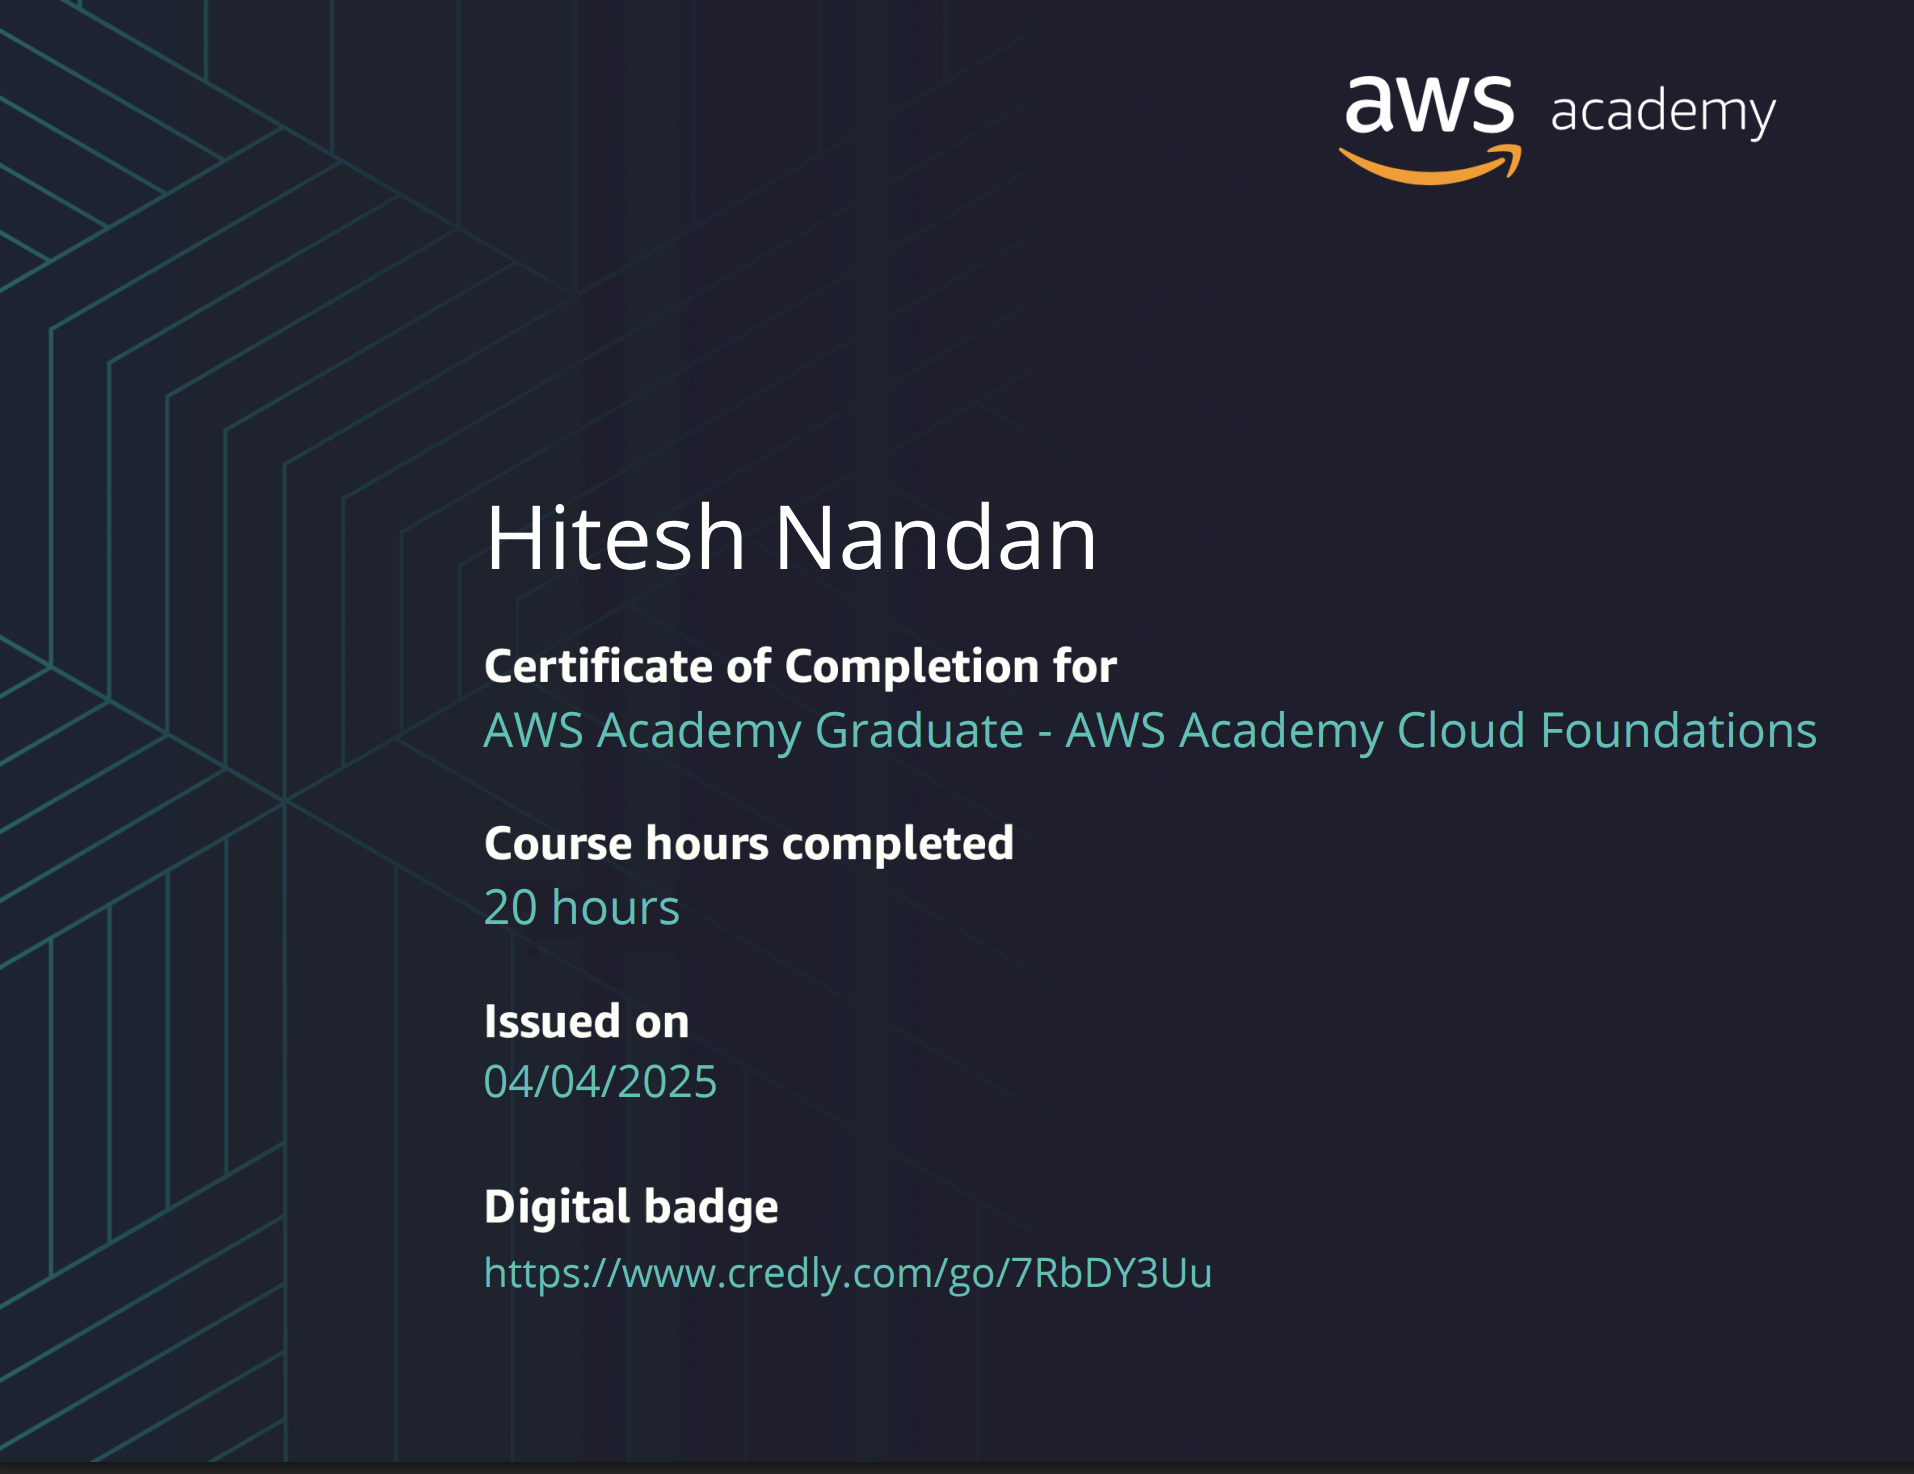 aws academy
Hitesh Nandan
Certificate of Completion for
AWS Academy Graduate - AWS Academy Cloud Foundations
Course hours completed
20 hours
Issued on
04/04/2025
Digital badge
https://www.credly.com/go/7RbDY3Uu